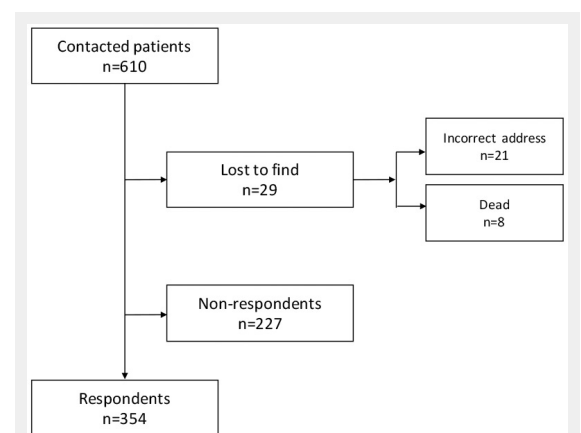 Contacted patients
n=610
Lost to find
n=29
Incorrect address
n=21
Dead
n=8
Non-respondents
n=227
Respondents
n=354